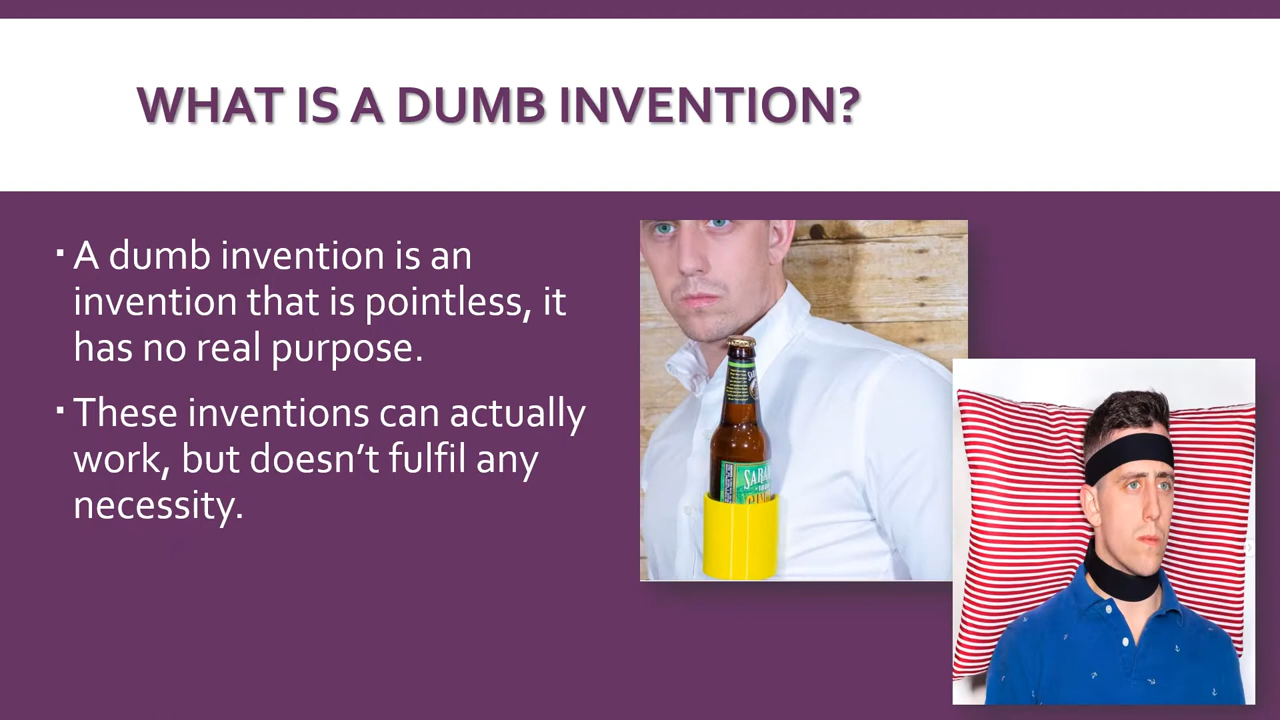 WHAT IS A DUMB INVENTION?
▪ A dumb invention is an
invention that is pointless, it
has no real purpose.
▪ These inventions can actually
work, but doesn’t fulfil any
necessity.